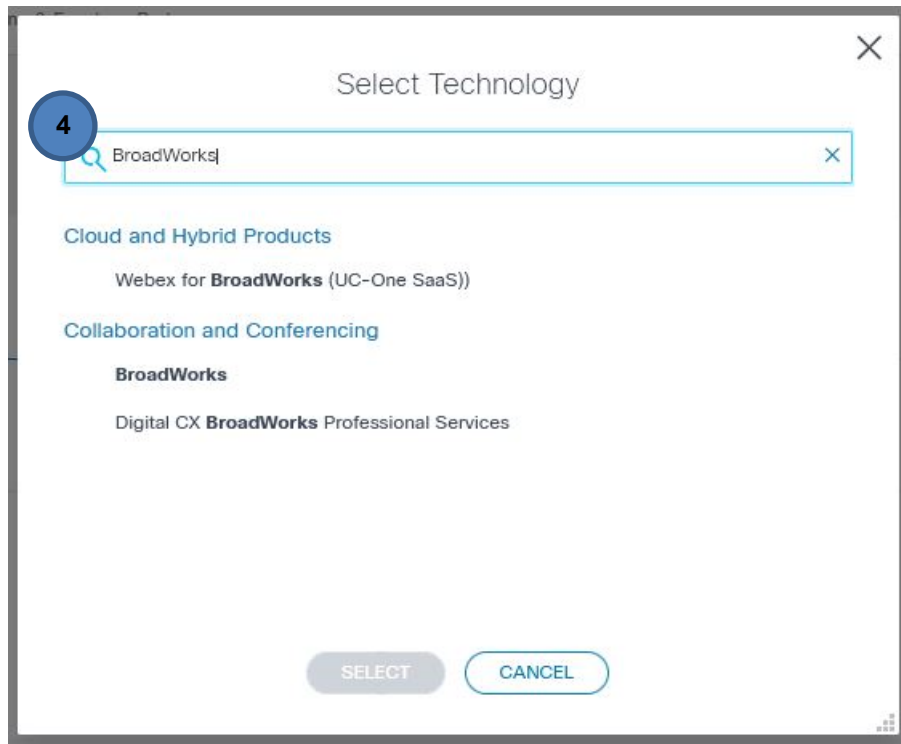 Select Technology
4
BroadWorks
Cloud and Hybrid Products
Webex for BroadWorks (UC-One SaaS))
Collaboration and Conferencing
BroadWorks
Digital CX BroadWorks Professional Services
SELECT
CANCEL